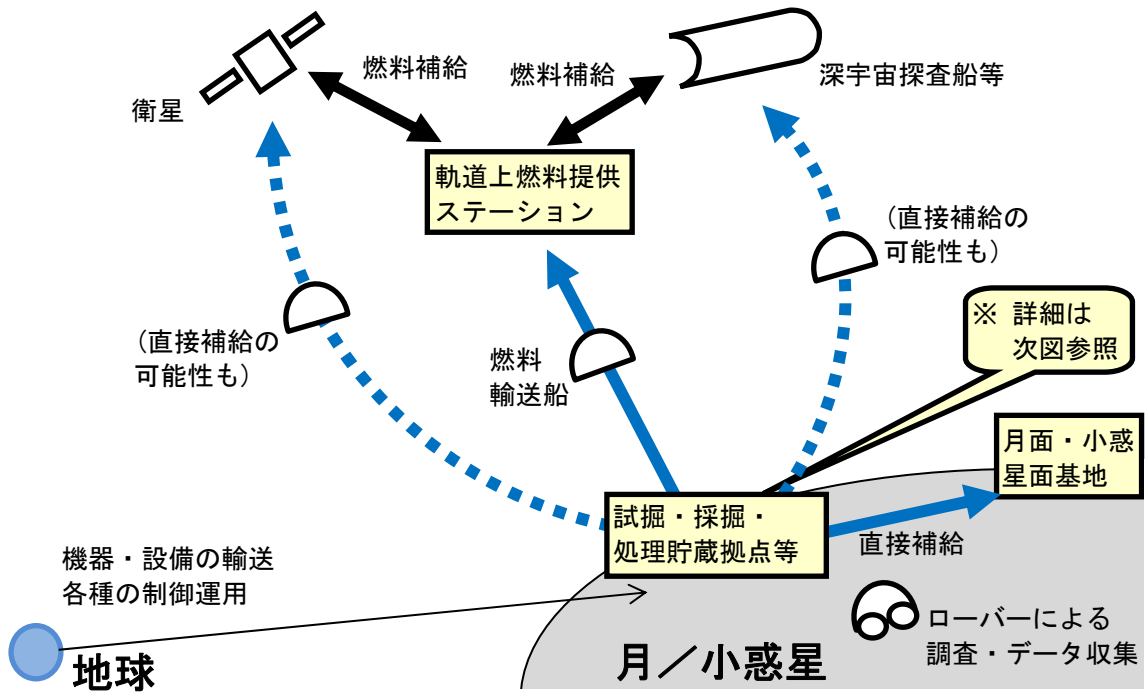 燃料補給
燃料補給
深宇宙探査船等
衛星
軌道上燃料提供
ステーション
（直接補給の
可能性も）
※ 詳細は
次図参照
（直接補給の
可能性も）
燃料
輸送船
月面・小惑
星面基地
試掘・採掘・
処理貯蔵拠点等
直接補給
機器・設備の輸送
各種の制御運用
ローバーによる
調査・データ収集
地球
月／小惑星